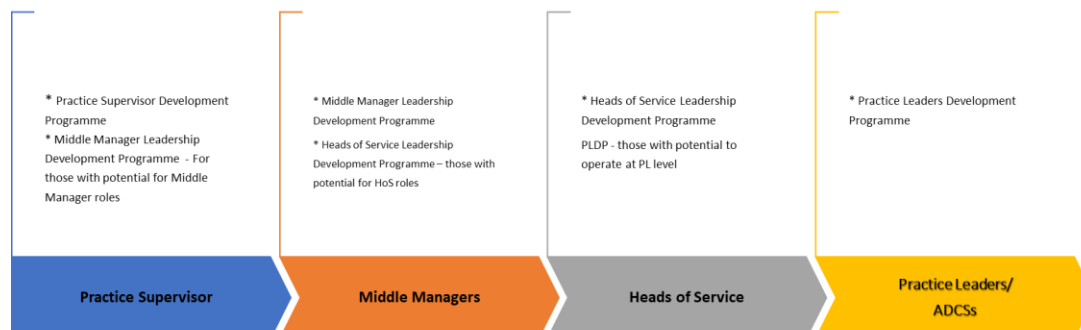 * Practice Supervisor Development
Programme
* Middle Manager Leadership
Development Programme - For
those with potential for Middle
Manager roles
* Middle Manager Leadership
Development Programme
* Heads of Service Leadership
Development Programme – those with
potential for HoS roles
* Heads of Service Leadership
Development Programme
PLDP - those with potential to
operate at PL level
* Practice Leaders Development
Programme
Practice Supervisor
Middle Managers
Heads of Service
Practice Leaders/
ADCSs